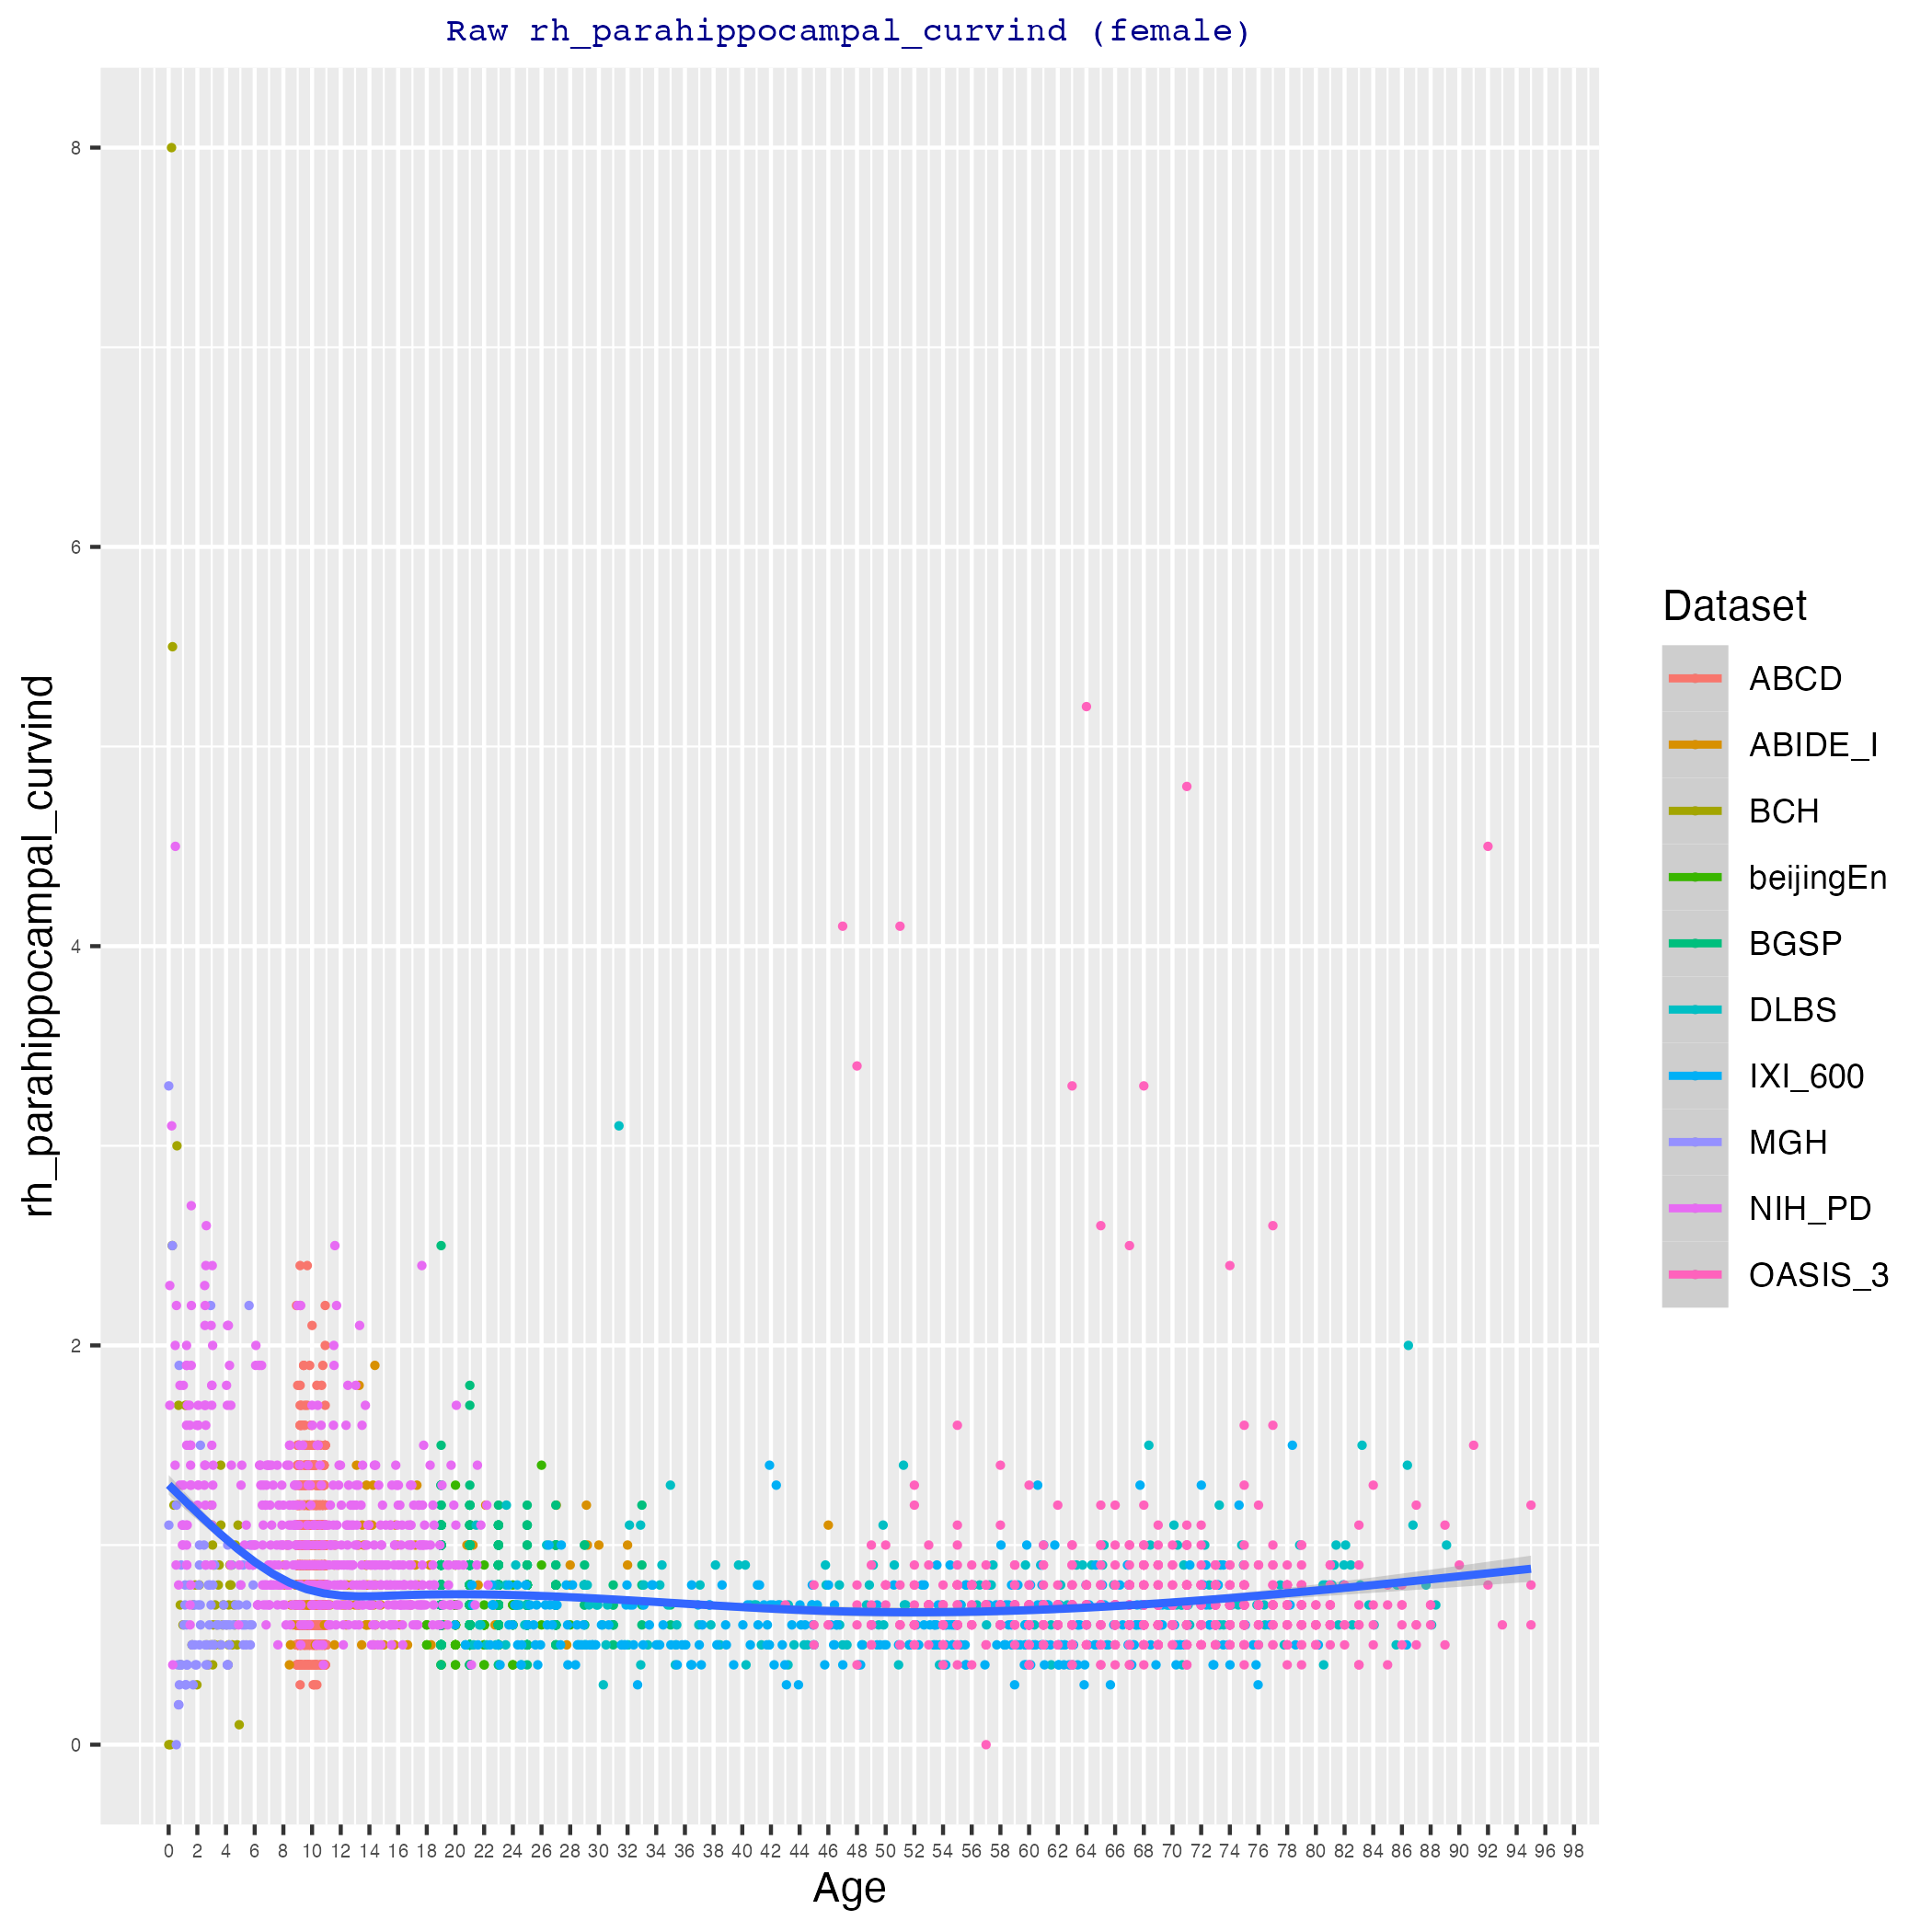 Raw rh_parahippocampal_curvind (female)
rh_parahippocampal_curvind
8
6
4
2
0
0 2 4 6 8 10 12 14 16 18 20 22 24 26 28 30 32 34 36 38 40 42 44 46 48 50 52 54 56 58 60 62 64 66 68 70 72 74 76 78 80 82 84 86 88 90 92 94 96 98
Age
Dataset
ABCD
ABIDE_I
BCH
beijingEn
BGSP
DLBS
IXI_600
MGH
NIH_PD
OASIS_3